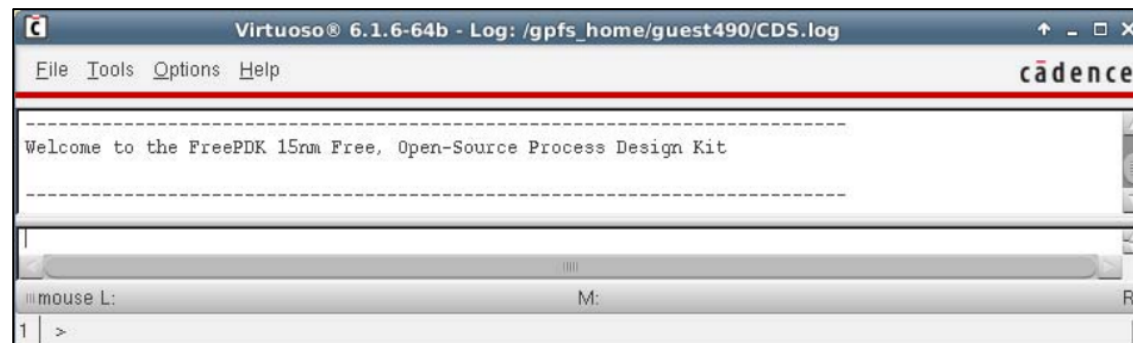 Virtuoso® 6.1.6-64b - Log: /gpfs_home/guest490/CDS.log
File Tools Options Help
cādence
--------------------------------------------------------------------------
Welcome to the FreePDK 15nm Free, Open-Source Process Design Kit
--------------------------------------------------------------------------
mouse L: M: R
1 >